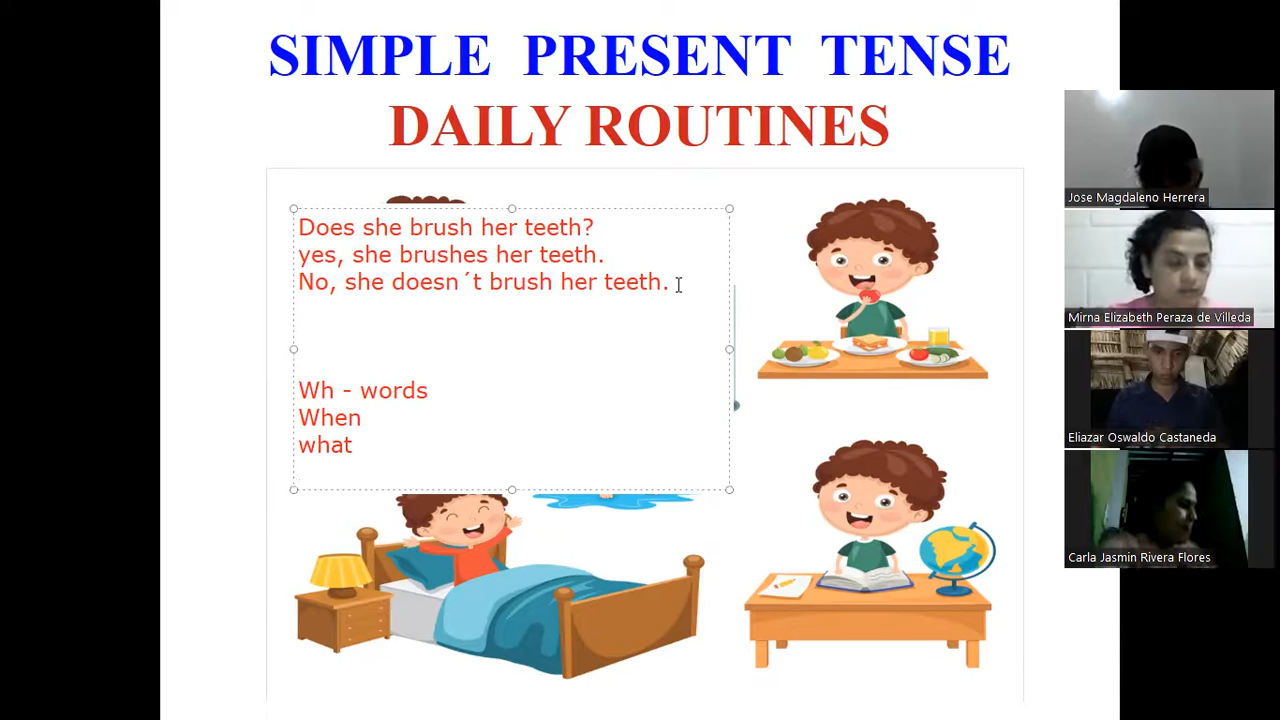 SIMPLE PRESENT TENSE
DAILY ROUTINES
Does she brush her teeth?
yes, she brushes her teeth.
No, she doesn´t brush her teeth.
Wh - words
When
what
Jose Magdaleno Herrera
Mirna Elizabeth Peraza de Villeda
Eliazar Oswaldo Castaneda
Carla Jasmin Rivera Flores